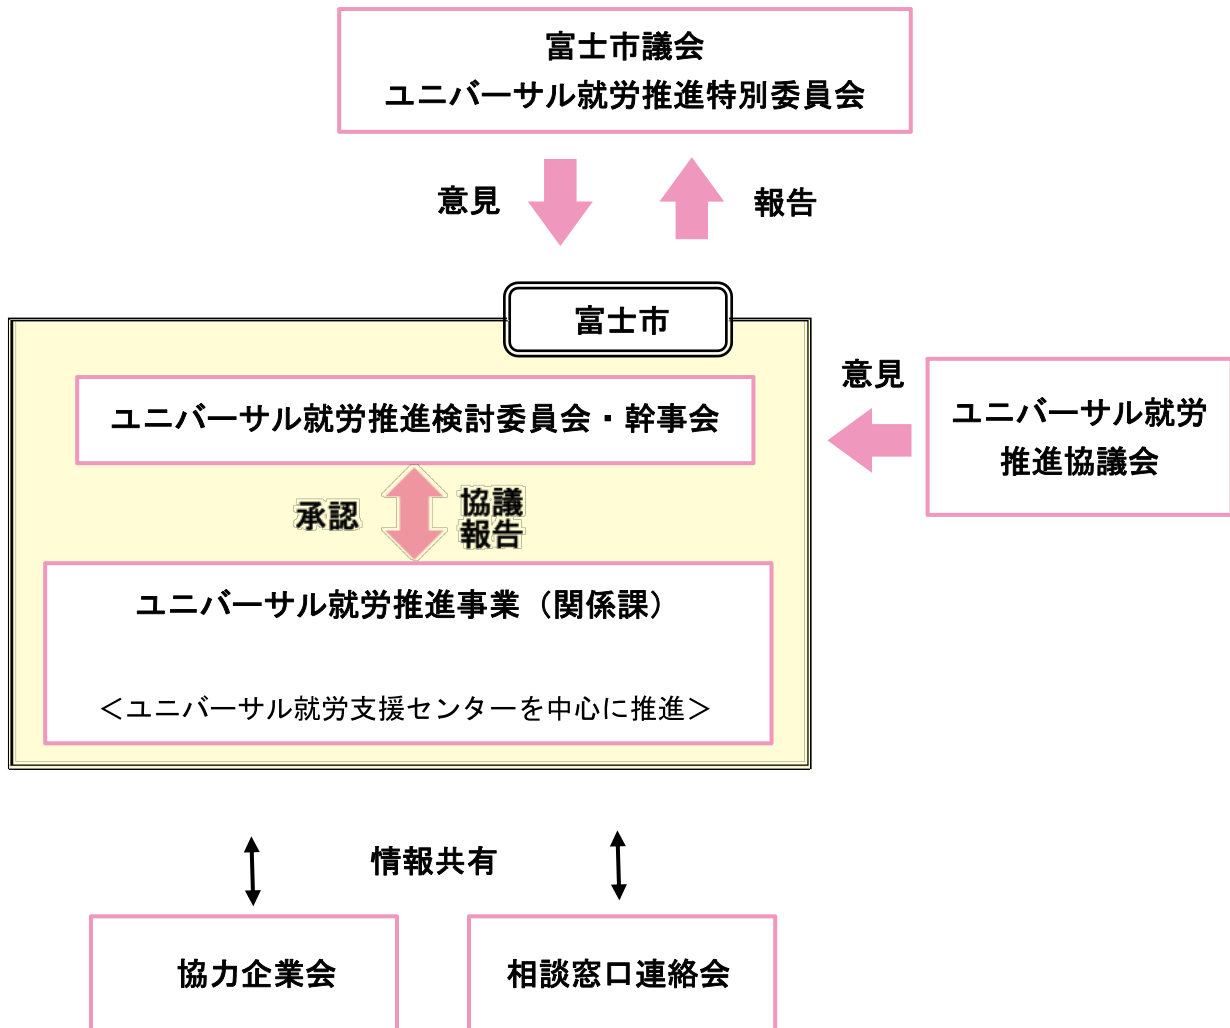 富士市議会
ユニバーサル就労推進特別委員会
意見
報告
富士市
ユニバーサル就労推進検討委員会・幹事会
意見
ユニバーサル就労
推進協議会
承認
協議
報告
ユニバーサル就労推進事業（関係課）
＜ユニバーサル就労支援センターを中心に推進＞
情報共有
協力企業会
相談窓口連絡会